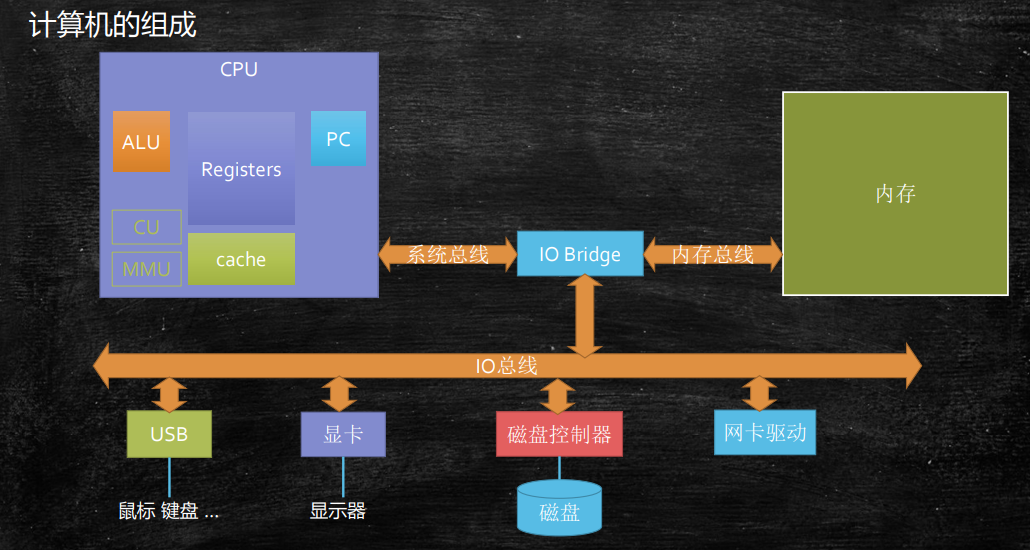 计算机的组成
CPU
ALU
Registers
PC
CU
MMU
cache
系统总线
IO Bridge
内存总线
内存
IO总线
USB
显卡
磁盘控制器
网卡驱动
鼠标 键盘 ...
显示器
磁盘